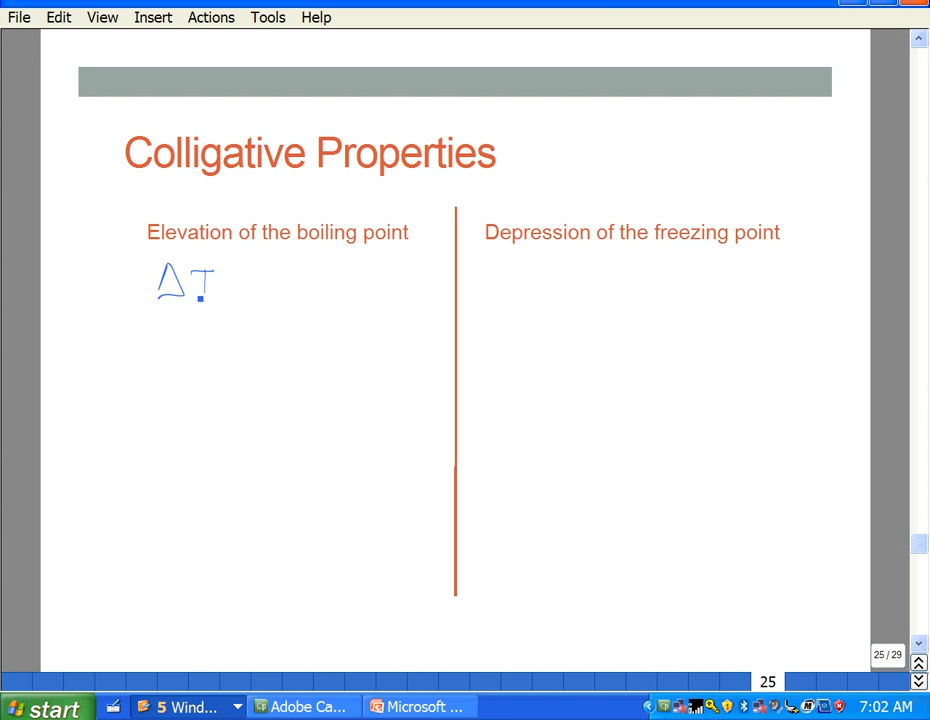 File Edit View Insert Actions Tools Help
Colligative Properties
Elevation of the boiling point
Depression of the freezing point
ΔT
25 / 29
25
start
5 Wind...
Adobe Ca...
Microsoft ...
7:02 AM